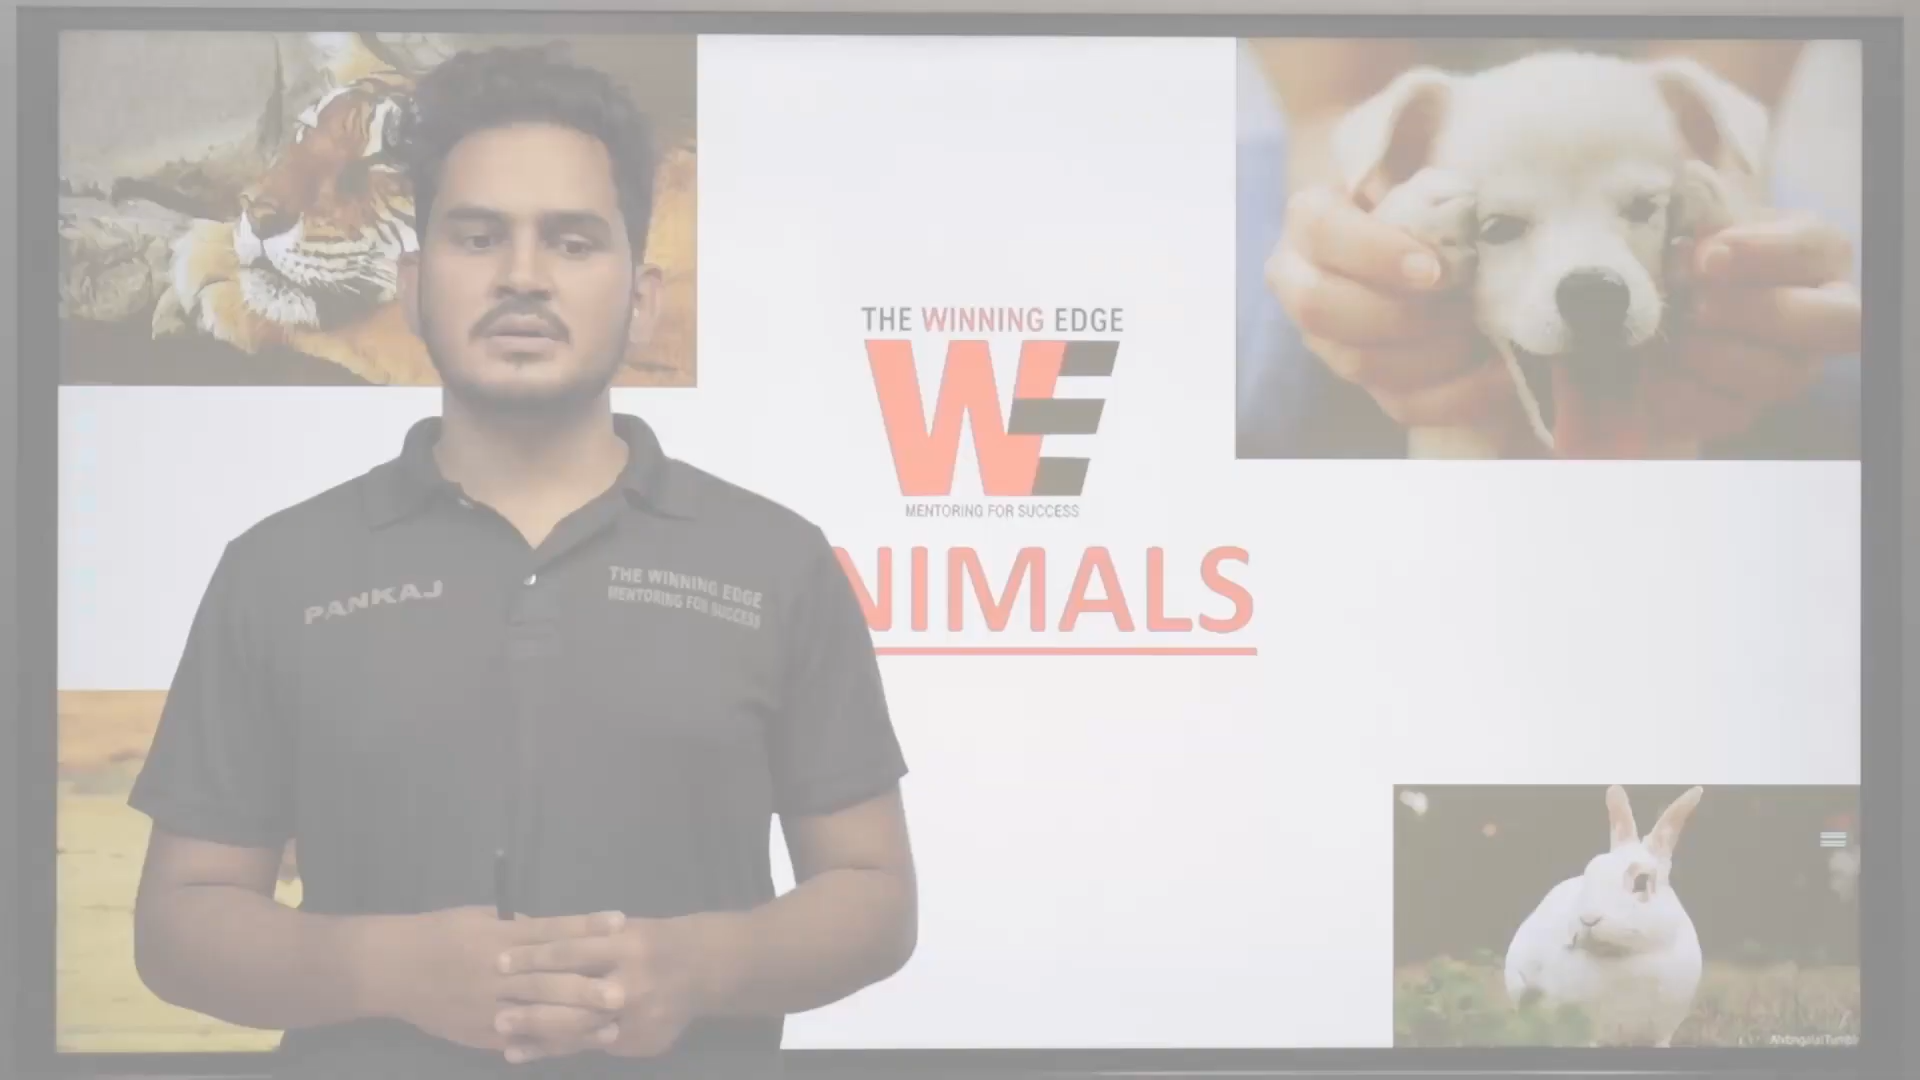 THE WINNING EDGE
WE
MENTORING FOR SUCCESS
NIMALS
PANKAJ
THE WINNING EDGE
MENTORING FOR SUCCESS